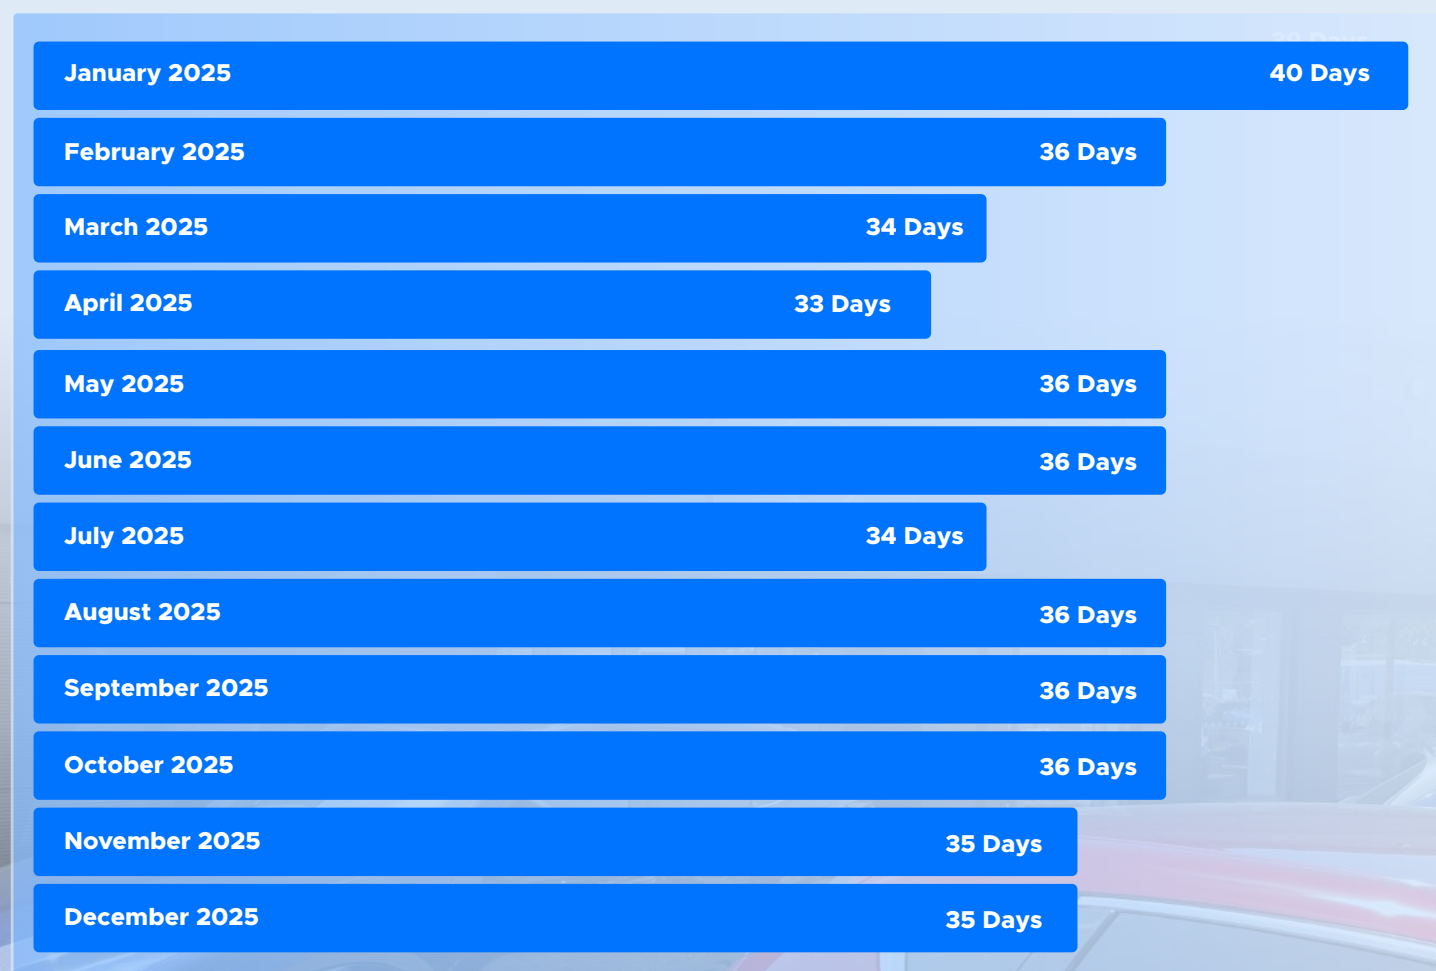 January 2025 40 Days
February 2025 36 Days
March 2025 34 Days
April 2025 33 Days
May 2025 36 Days
June 2025 36 Days
July 2025 34 Days
August 2025 36 Days
September 2025 36 Days
October 2025 36 Days
November 2025 35 Days
December 2025 35 Days